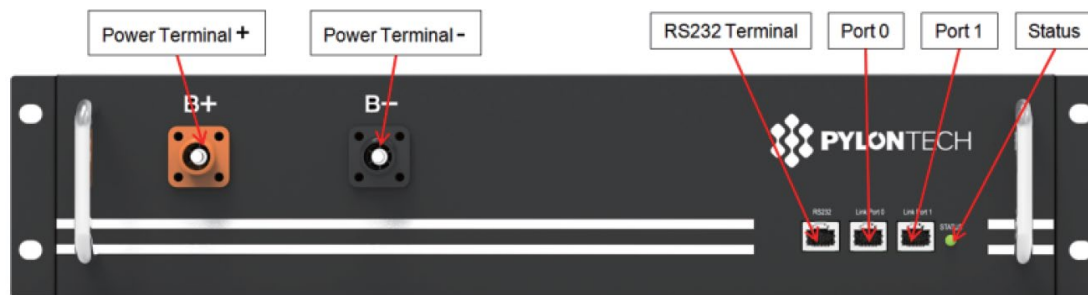 Power Terminal +
Power Terminal -
RS232 Terminal
Port 0
Port 1
Status
B+
B-
PYLONTECH
RS232
Link Port 0
Link Port 1
STATUS